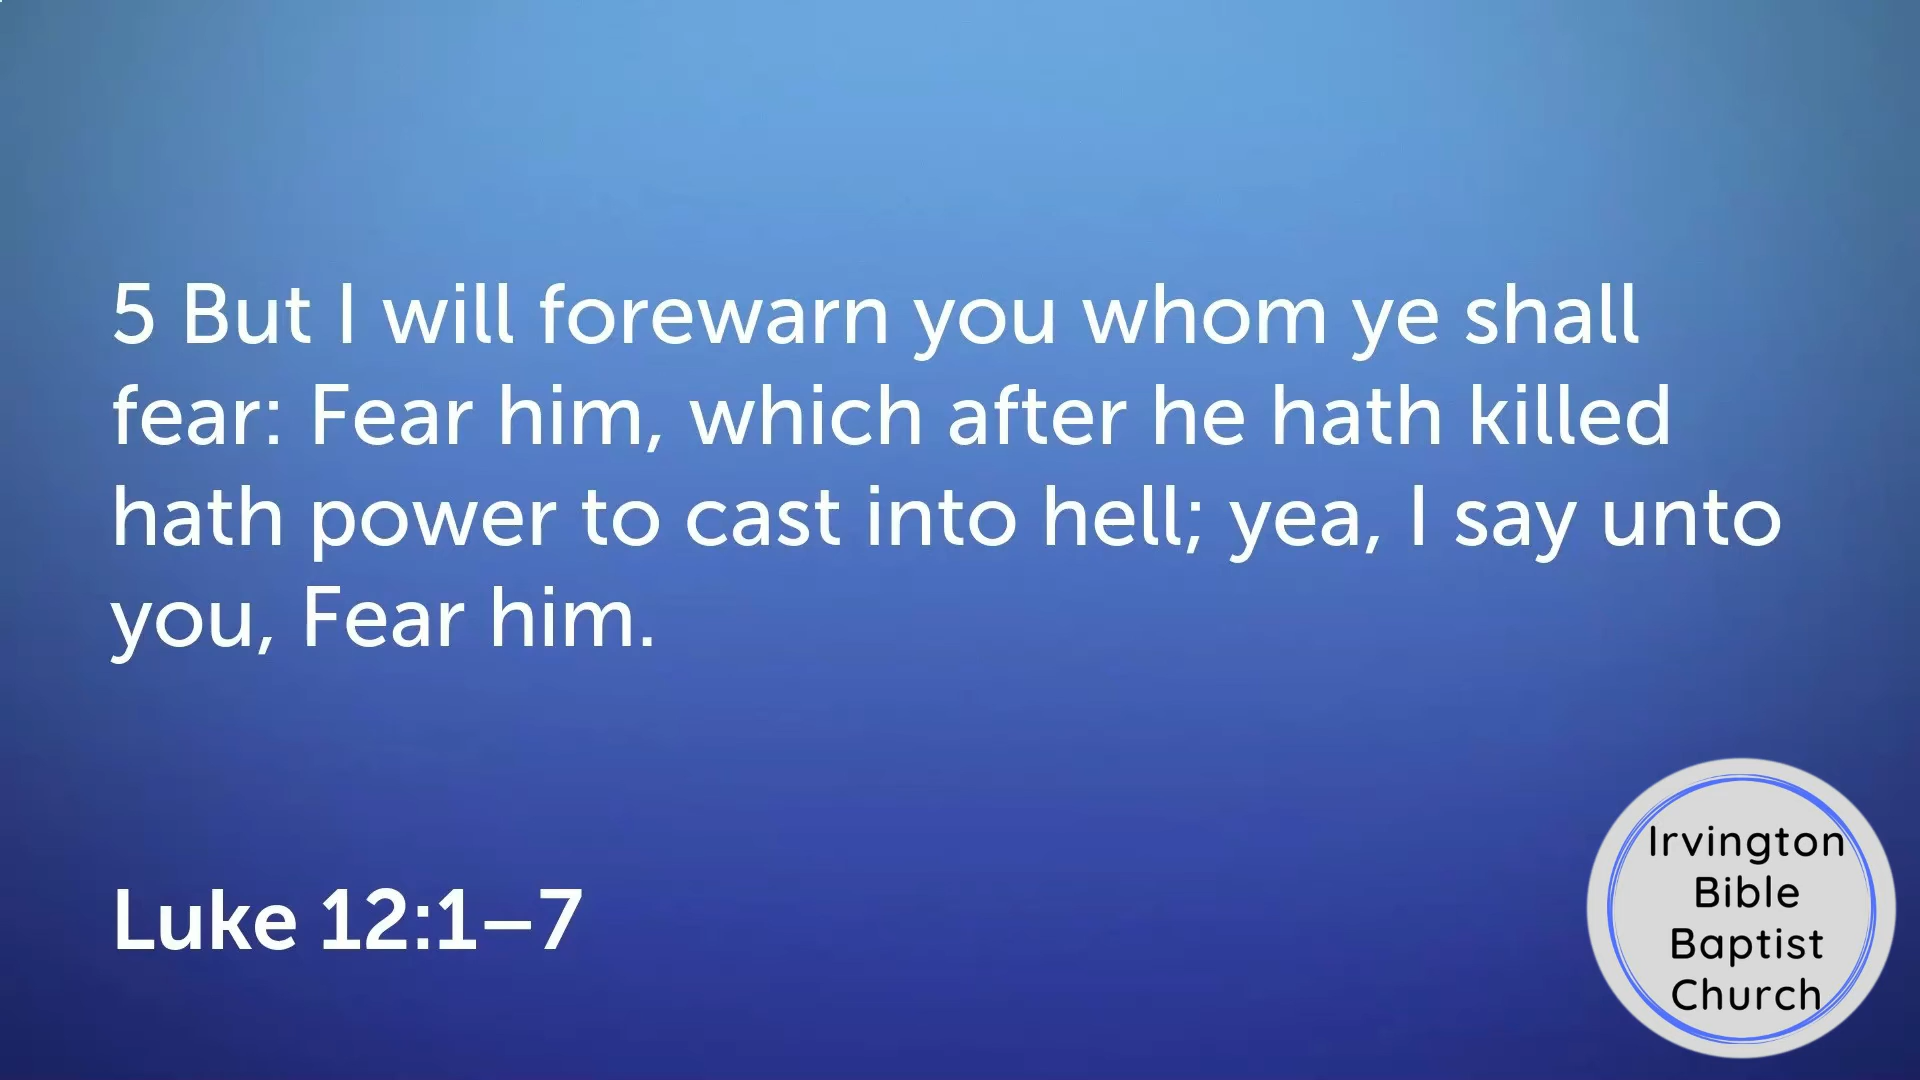 5 But I will forewarn you whom ye shall
fear: Fear him, which after he hath killed
hath power to cast into hell; yea, I say unto
you, Fear him.
Luke 12:1–7
Irvington
Bible
Baptist
Church